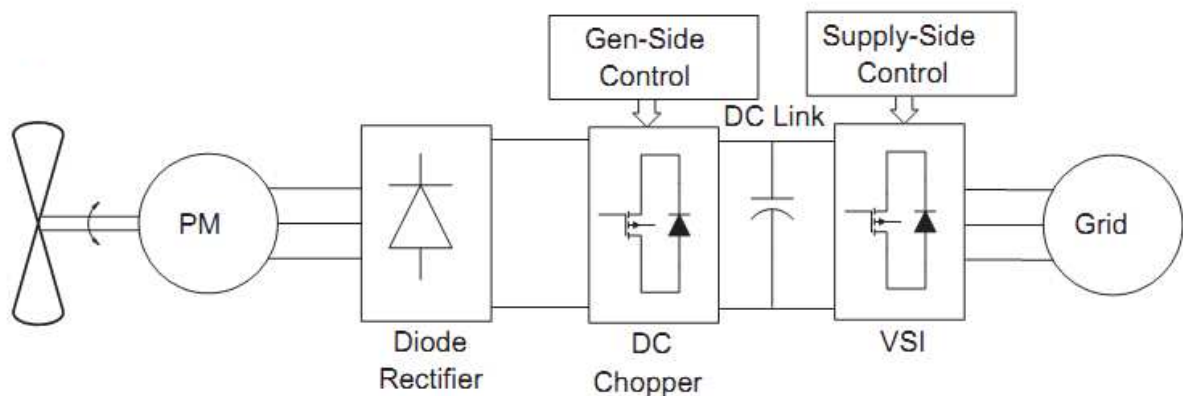 Gen-Side
Control
Supply-Side
Control
DC Link
PM
Grid
Diode
Rectifier
DC
Chopper
VSI